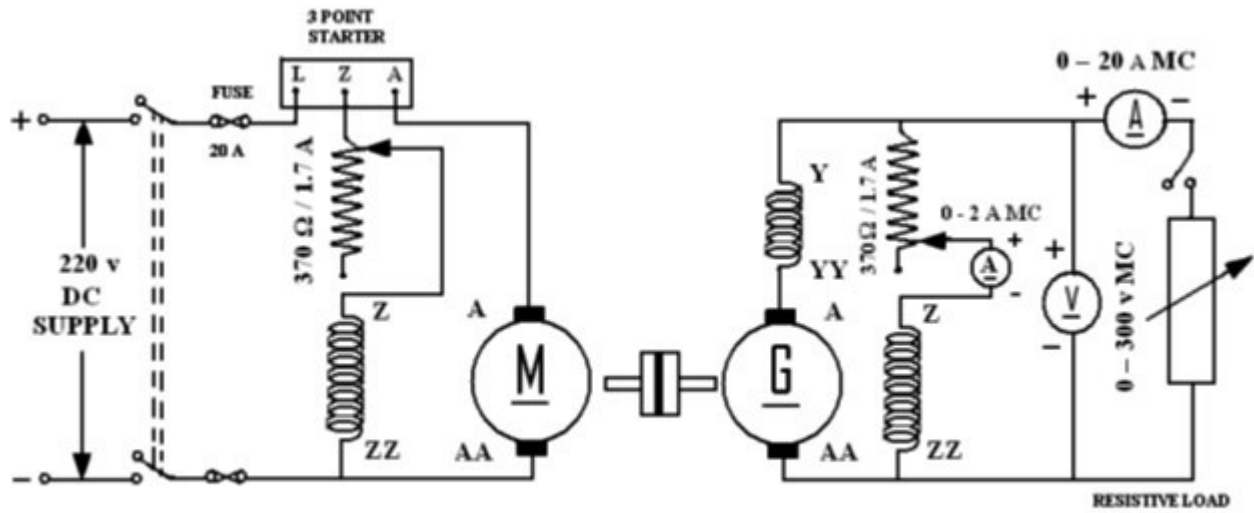 3 POINT
STARTER
L Z A
FUSE
20 A
+
220 v
DC
SUPPLY
-
370 Ω / 1.7 A
Z
ZZ
A
M
AA
Y
YY
A
G
AA
370Ω / 1.7 A
0 - 2 A MC
+
A
-
Z
ZZ
+
V
-
0 – 20 A MC
+
A
-
0 – 300 v MC
RESISTIVE LOAD